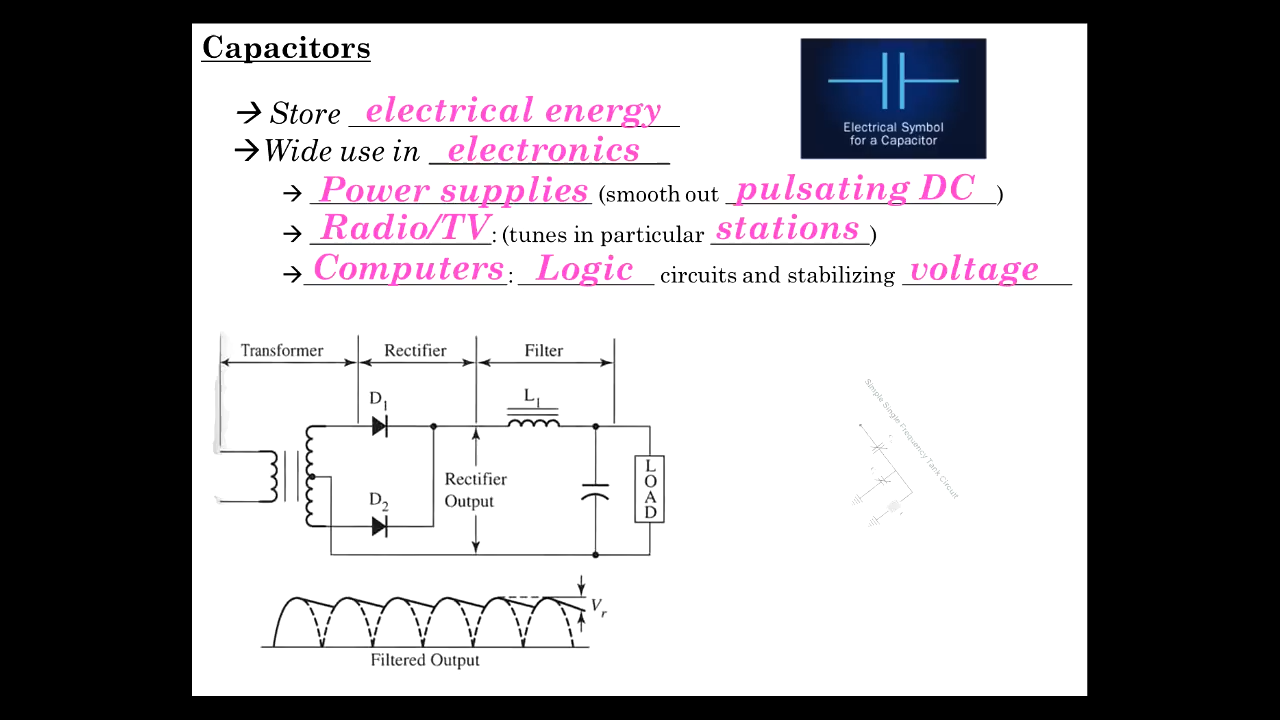 Capacitors
Electrical Symbol
for a Capacitor
→ Store electrical energy
→ Wide use in electronics
→ Power supplies (smooth out pulsating DC)
→ Radio/TV: (tunes in particular stations)
→ Computers: Logic circuits and stabilizing voltage
Transformer Rectifier Filter
D1
L1
Rectifier
Output
D2
LOAD
Vr
Filtered Output
Simple Single Frequency Tank Circuit